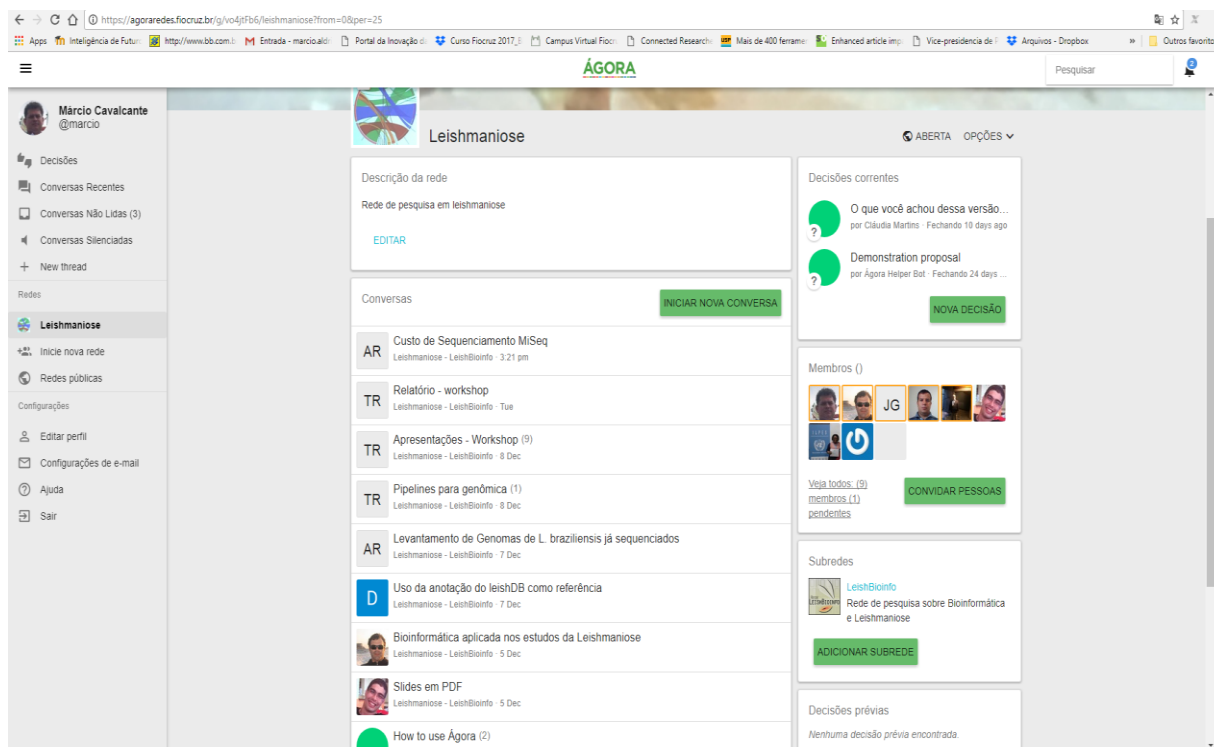 https://agoraredes.fiocruz.br/g/vo4jtFb6/leishmaniose?from=0&per=25
Apps Inteligência de Futuro http://www.bb.com.b Entrada - marcio.aldr Portal da Inovação d Curso Fiocruz 2017_E Campus Virtual Fiocr Connected Research Mais de 400 ferrame Enhanced article imp Vice-presidencia de P Arquivos - Dropbox » Outros favorito
ÁGORA
Pesquisar
2
Márcio Cavalcante
@marcio
Decisões
Conversas Recentes
Conversas Não Lidas (3)
Conversas Silenciadas
New thread
Redes
Leishmaniose
Inicie nova rede
Redes públicas
Configurações
Editar perfil
Configurações de e-mail
Ajuda
Sair
Leishmaniose
ABERTA OPÇÕES
Descrição da rede
Rede de pesquisa em leishmaniose
EDITAR
Conversas
INICIAR NOVA CONVERSA
AR
Custo de Sequenciamento MiSeq
Leishmaniose - LeishBioinfo · 3:21 pm
TR
Relatório - workshop
Leishmaniose - LeishBioinfo · Tue
TR
Apresentações - Workshop (9)
Leishmaniose - LeishBioinfo · 8 Dec
TR
Pipelines para genômica (1)
Leishmaniose - LeishBioinfo · 8 Dec
AR
Levantamento de Genomas de L. braziliensis já sequenciados
Leishmaniose - LeishBioinfo · 7 Dec
D
Uso da anotação do leishDB como referência
Leishmaniose - LeishBioinfo · 7 Dec
Bioinformática aplicada nos estudos da Leishmaniose
Leishmaniose - LeishBioinfo · 5 Dec
Slides em PDF
Leishmaniose - LeishBioinfo · 5 Dec
How to use Ágora (2)
Decisões correntes
?
O que você achou dessa versão...
por Cláudia Martins · Fechando 10 days ago
?
Demonstration proposal
por Ágora Helper Bot · Fechando 24 days ...
NOVA DECISÃO
Membros ()
JG
Veja todos: (9)
membros (1)
pendentes
CONVIDAR PESSOAS
Subredes
LEISHBIOINFO
LeishBioinfo
Rede de pesquisa sobre Bioinformática
e Leishmaniose
ADICIONAR SUBREDE
Decisões prévias
Nenhuma decisão prévia encontrada.